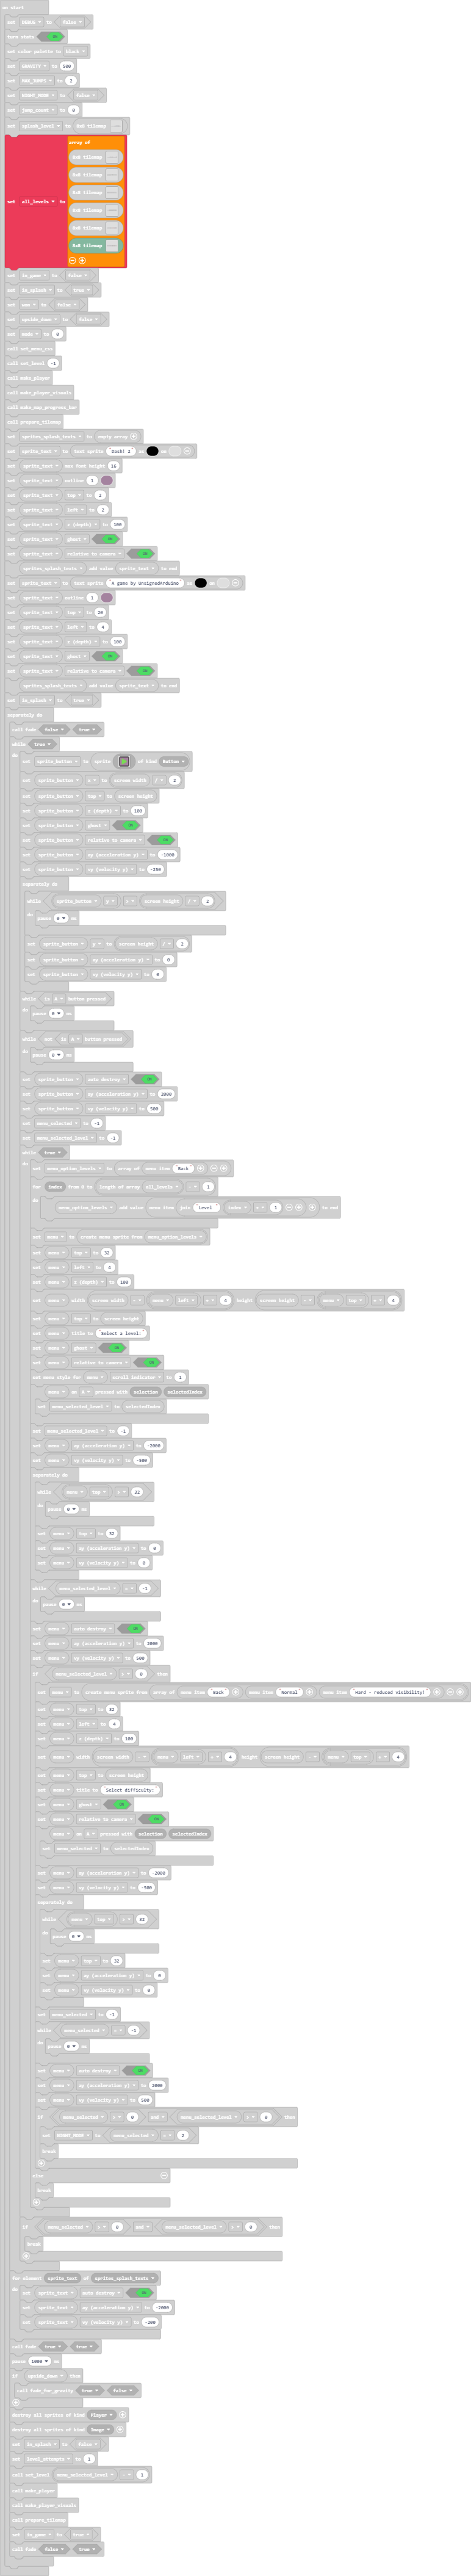 on start
set DEBUG to false
turn stats ON
set color palette to black
set GRAVITY to 500
set MAX_JUMPS to 2
set NIGHT_MODE to false
set jump_count to 0
set splash_level to 8x8 tilemap
set all_levels to
array of
8x8 tilemap
8x8 tilemap
8x8 tilemap
8x8 tilemap
8x8 tilemap
8x8 tilemap
set in_game to false
set in_splash to true
set won to false
set upside_down to false
set to 0
call set_menu_
call set_level -1
call make_player
call make_player_visuals
call make_map_progress_bar
call prepare_tilemap
set sprites_splash_texts to empty array
set sprite_text to text sprite "Dash! 2"
set sprite_text max font height 10
set sprite_text outline 1
set sprite_text top to 2
set sprite_text left to 2
set sprite_text z (depth) to 100
set sprite_text ghost ON
set sprite_text relative to camera ON
sprites_splash_texts add value sprite_text to end
set sprite_text to text sprite "A game by UnsignedArduino"
set sprite_text outline 1
set sprite_text top to 20
set sprite_text left to 4
set sprite_text z (depth) to 100
set sprite_text ghost ON
set sprite_text relative to camera ON
sprites_splash_texts add value sprite_text to end
set in_splash to true
separately do
call fade false true
while true
do
set sprite_button to sprite of kind Button
set sprite_button x to screen width / 2
set sprite_button top to screen height
set sprite_button z (depth) to 100
set sprite_button ghost ON
set sprite_button relative to camera ON
set sprite_button ay (acceleration y) to -1000
set sprite_button vy (velocity y) to -250
separately do
while sprite_button y > screen height / 2
do pause 0 ms
set sprite_button y to screen height / 2
set sprite_button ay (acceleration y) to 0
set sprite_button vy (velocity y) to 0
while is A button pressed
do pause 0 ms
while not is A button pressed
do pause 0 ms
set sprite_button auto destroy ON
set sprite_button ay (acceleration y) to 2000
set sprite_button vy (velocity y) to 500
set menu_selected to -1
set menu_selected_level to -1
while true
do
set menu_option_levels to array of menu item "Back"
for index from 0 to length of array all_levels - 1
do menu_option_levels add value menu item join "Level " index + 1 to end
set menu to create menu sprite from menu_option_levels
set menu top to 32
set menu left to 4
set menu z (depth) to 100
set menu width screen width - menu left + 4 height screen height - menu top + 4
set menu top to screen height
set menu title to "Select a level:"
set menu ghost ON
set menu relative to camera ON
set menu style for menu scroll indicator to 1
menu on A pressed with selection selectedIndex
set menu_selected_level to selectedIndex
set menu_selected_level to -1
set menu ay (acceleration y) to -2000
set menu vy (velocity y) to -500
separately do
while menu top > 32
do pause 0 ms
set menu top to 32
set menu ay (acceleration y) to 0
set menu vy (velocity y) to 0
while menu_selected_level = -1
do pause 0 ms
set menu auto destroy ON
set menu ay (acceleration y) to 2000
set menu vy (velocity y) to 500
if menu_selected_level > 0 then
set menu to create menu sprite from array of menu item "Back" menu item "Normal" menu item "Hard - reduced visibility!"
set menu top to 32
set menu left to 4
set menu z (depth) to 100
set menu width screen width - menu left + 4 height screen height - menu top + 4
set menu top to screen height
set menu title to "Select difficulty:"
set menu ghost ON
set menu relative to camera ON
menu on A pressed with selection selectedIndex
set menu_selected to selectedIndex
set menu ay (acceleration y) to -2000
set menu vy (velocity y) to -500
separately do
while menu top > 32
do pause 0 ms
set menu top to 32
set menu ay (acceleration y) to 0
set menu vy (velocity y) to 0
set menu_selected to -1
while menu_selected = -1
do pause 0 ms
set menu auto destroy ON
set menu ay (acceleration y) to 2000
set menu vy (velocity y) to 500
if menu_selected > 0 and menu_selected_level > 0 then
set NIGHT_MODE to menu_selected = 2
break
else
break
if menu_selected > 0 and menu_selected_level > 0 then
break
for element sprite_text of sprites_splash_texts
do
set sprite_text auto destroy ON
set sprite_text ay (acceleration y) to -2000
set sprite_text vy (velocity y) to -200
call fade true true
pause 1000 ms
if upside_down then
call fade_for_gravity true false
destroy all sprites of kind Player
destroy all sprites of kind Image
set in_splash to false
set level_attempts to 1
call set_level menu_selected_level - 1
call make_player
call make_player_visuals
call prepare_tilemap
set in_game to true
call fade false true